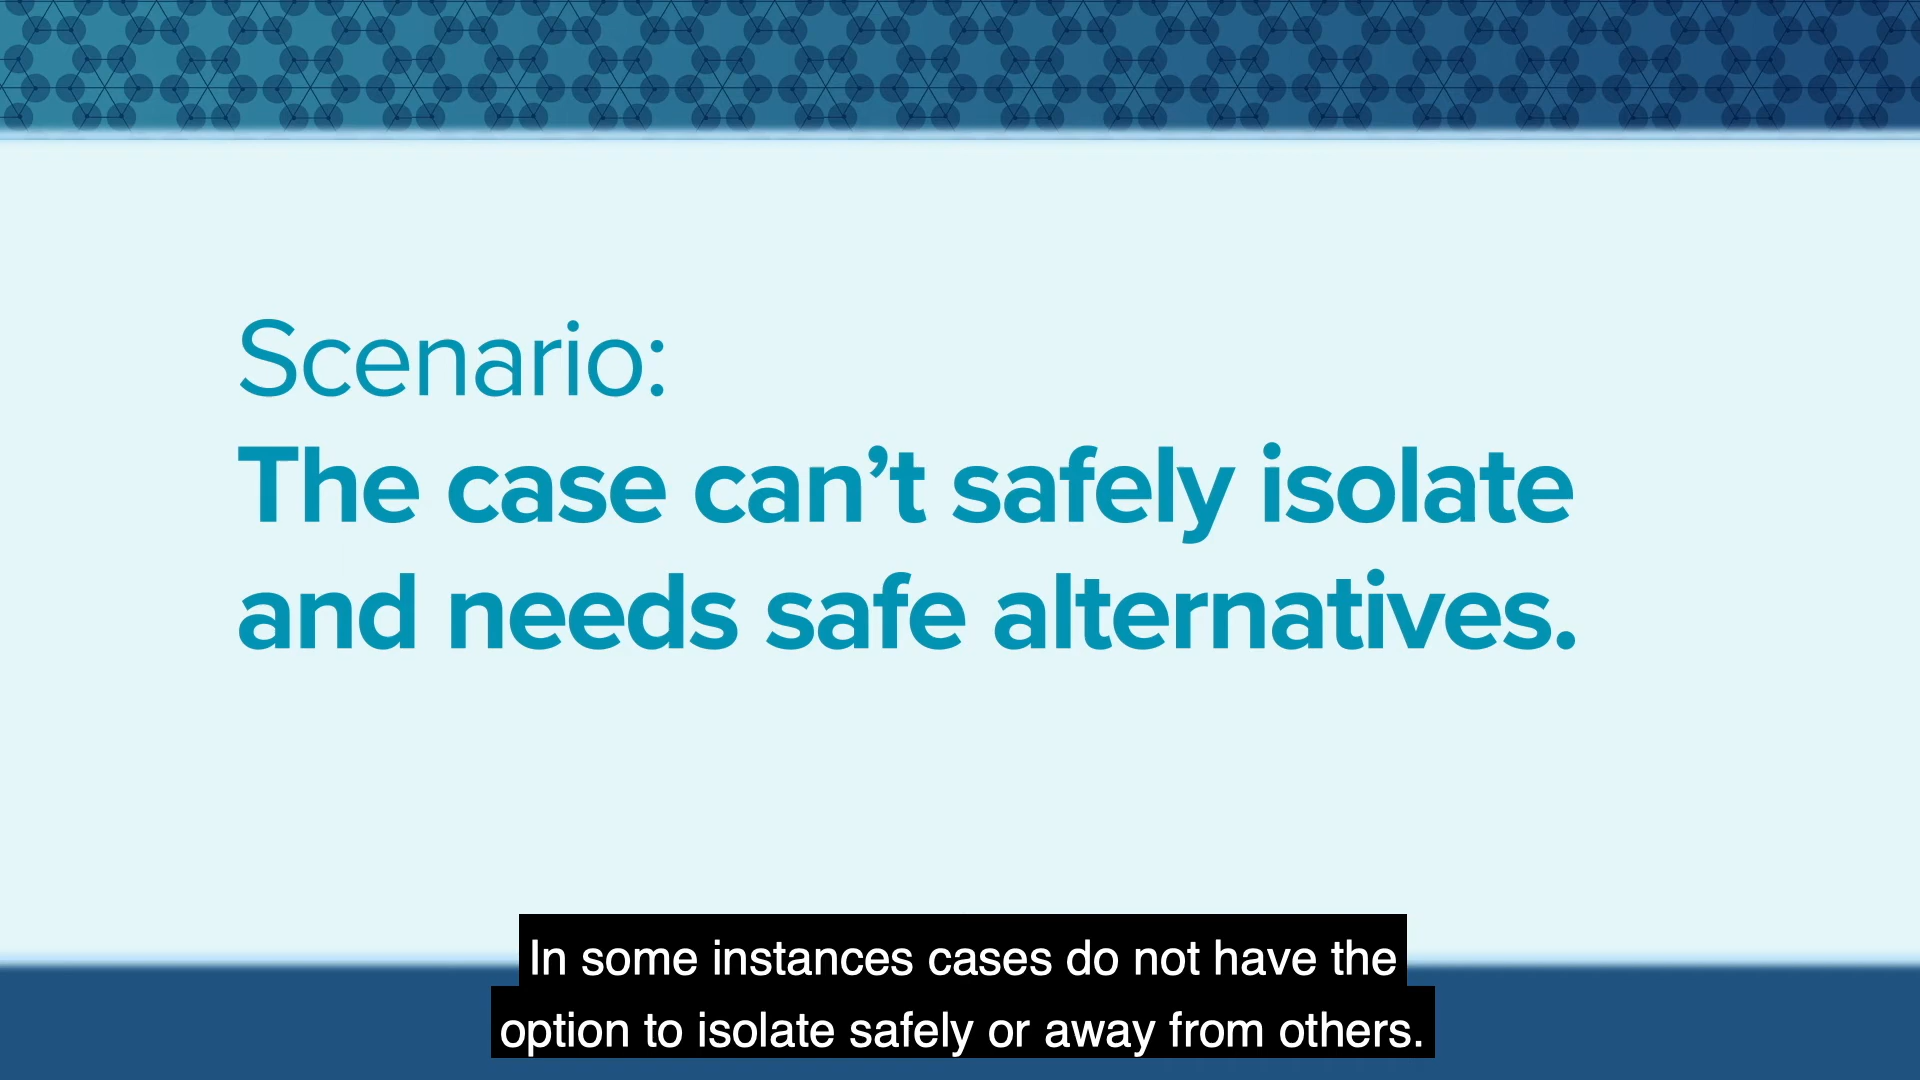 Scenario:
The case can’t safely isolate
and needs safe alternatives.
In some instances cases do not have the
option to isolate safely or away from others.